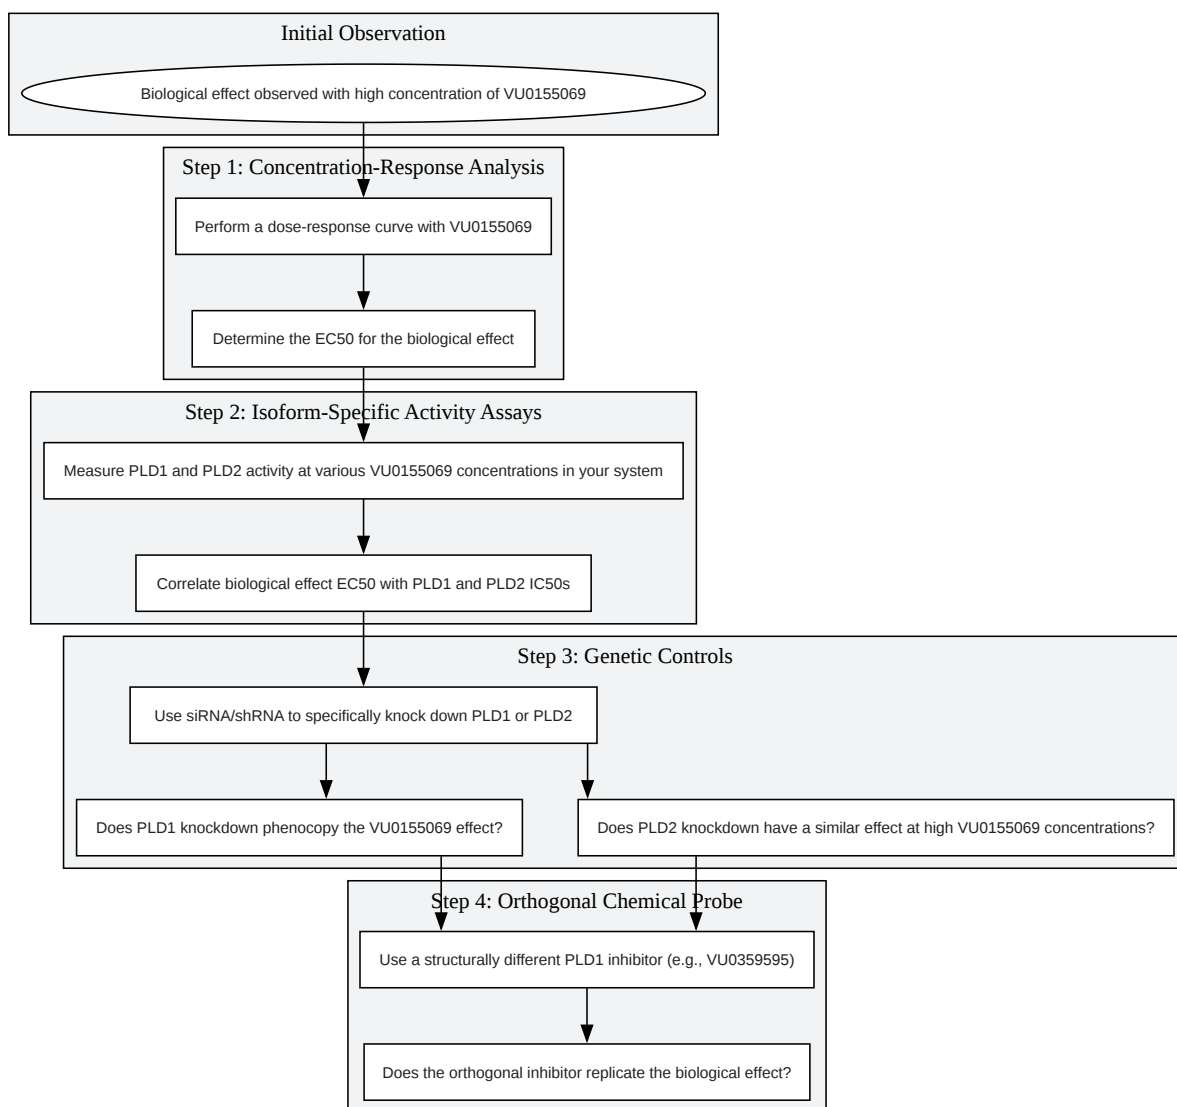 Initial Observation
Biological effect observed with high concentration of VU0155069
Step 1: Concentration-Response Analysis
Perform a dose-response curve with VU0155069
Determine the EC50 for the biological effect
Step 2: Isoform-Specific Activity Assays
Measure PLD1 and PLD2 activity at various VU0155069 concentrations in your system
Correlate biological effect EC50 with PLD1 and PLD2 IC50s
Step 3: Genetic Controls
Use siRNA/shRNA to specifically knock down PLD1 or PLD2
Does PLD1 knockdown phenocopy the VU0155069 effect?
Does PLD2 knockdown have a similar effect at high VU0155069 concentrations?
Step 4: Orthogonal Chemical Probe
Use a structurally different PLD1 inhibitor (e.g., VU0359595)
Does the orthogonal inhibitor replicate the biological effect?